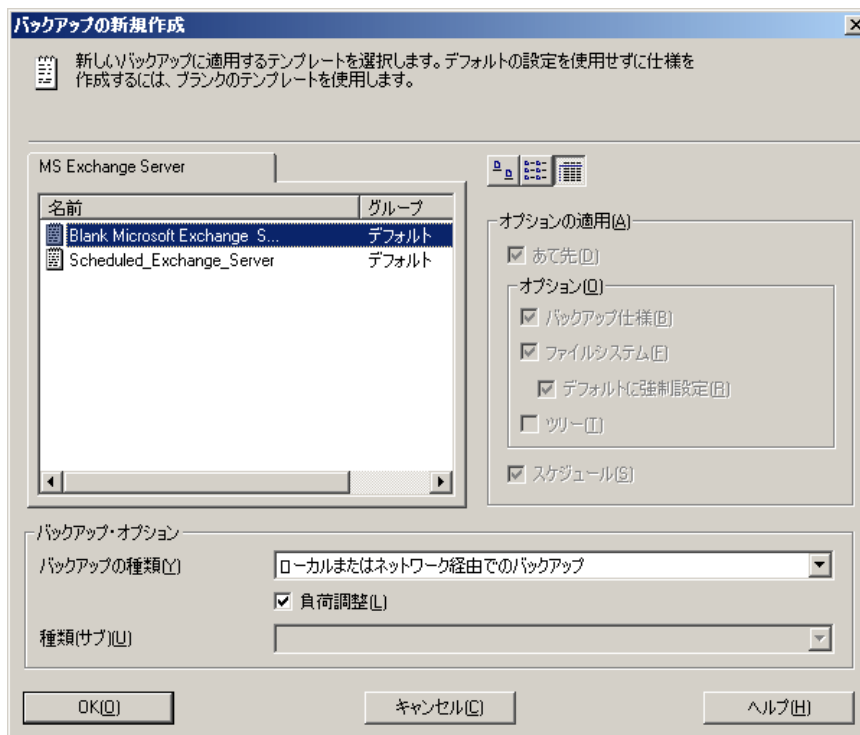 バックアップの新規作成
新しいバックアップに適用するテンプレートを選択します。デフォルトの設定を使用せずに仕様を
作成するには、ブランクのテンプレートを使用します。
MS Exchange Server
名前 グループ
Blank Microsoft Exchange S... デフォルト
Scheduled_Exchange_Server デフォルト
オプションの適用(A)
あて先(D)
オプション(O)
バックアップ仕様(B)
ファイルシステム(F)
デフォルトに強制設定(R)
ツリー(T)
スケジュール(S)
バックアップ・オプション
バックアップの種類(Y) ローカルまたはネットワーク経由でのバックアップ
負荷調整(L)
種類(サブ)(U)
OK(O) キャンセル(C) ヘルプ(H)